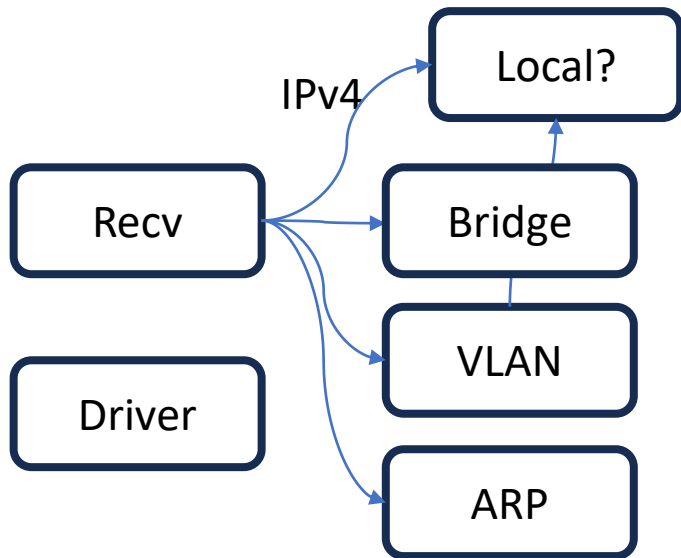 Local?
IPv4
Recv
Bridge
VLAN
Driver
ARP